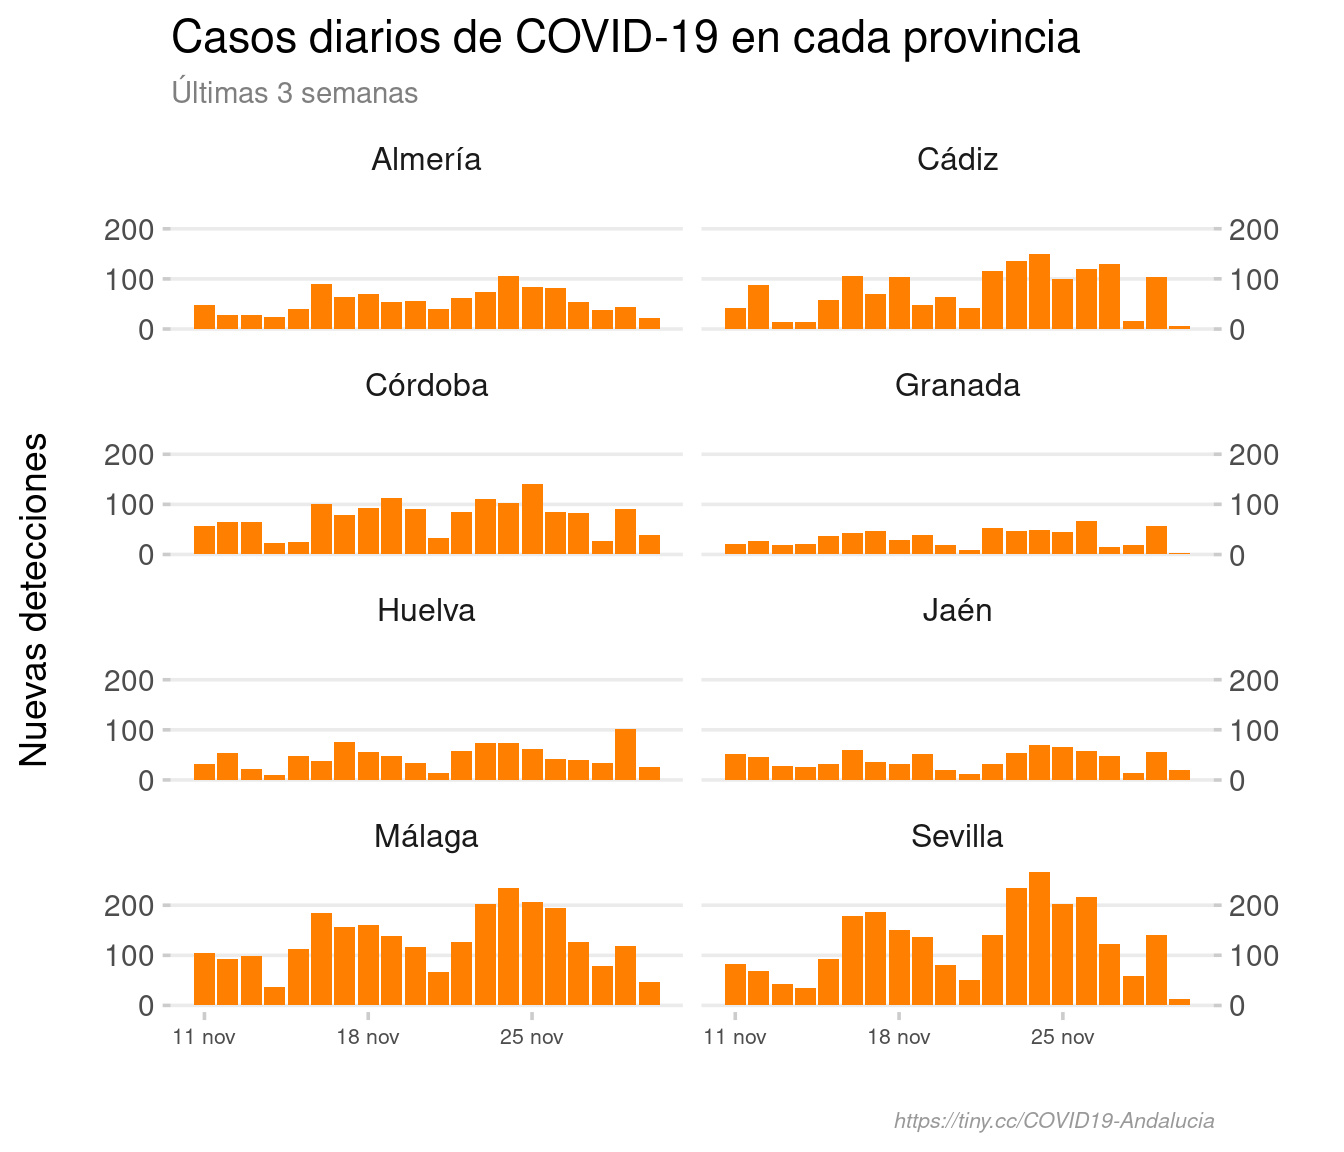 Casos diarios de COVID-19 en cada provincia
Últimas 3 semanas
Nuevas detecciones
Almería
Cádiz
200
100
0
200
100
0
Córdoba
Granada
200
100
0
200
100
0
Huelva
Jaén
200
100
0
200
100
0
Málaga
Sevilla
200
100
0
200
100
0
11 nov 18 nov 25 nov
11 nov 18 nov 25 nov
https://tiny.cc/COVID19-Andalucia